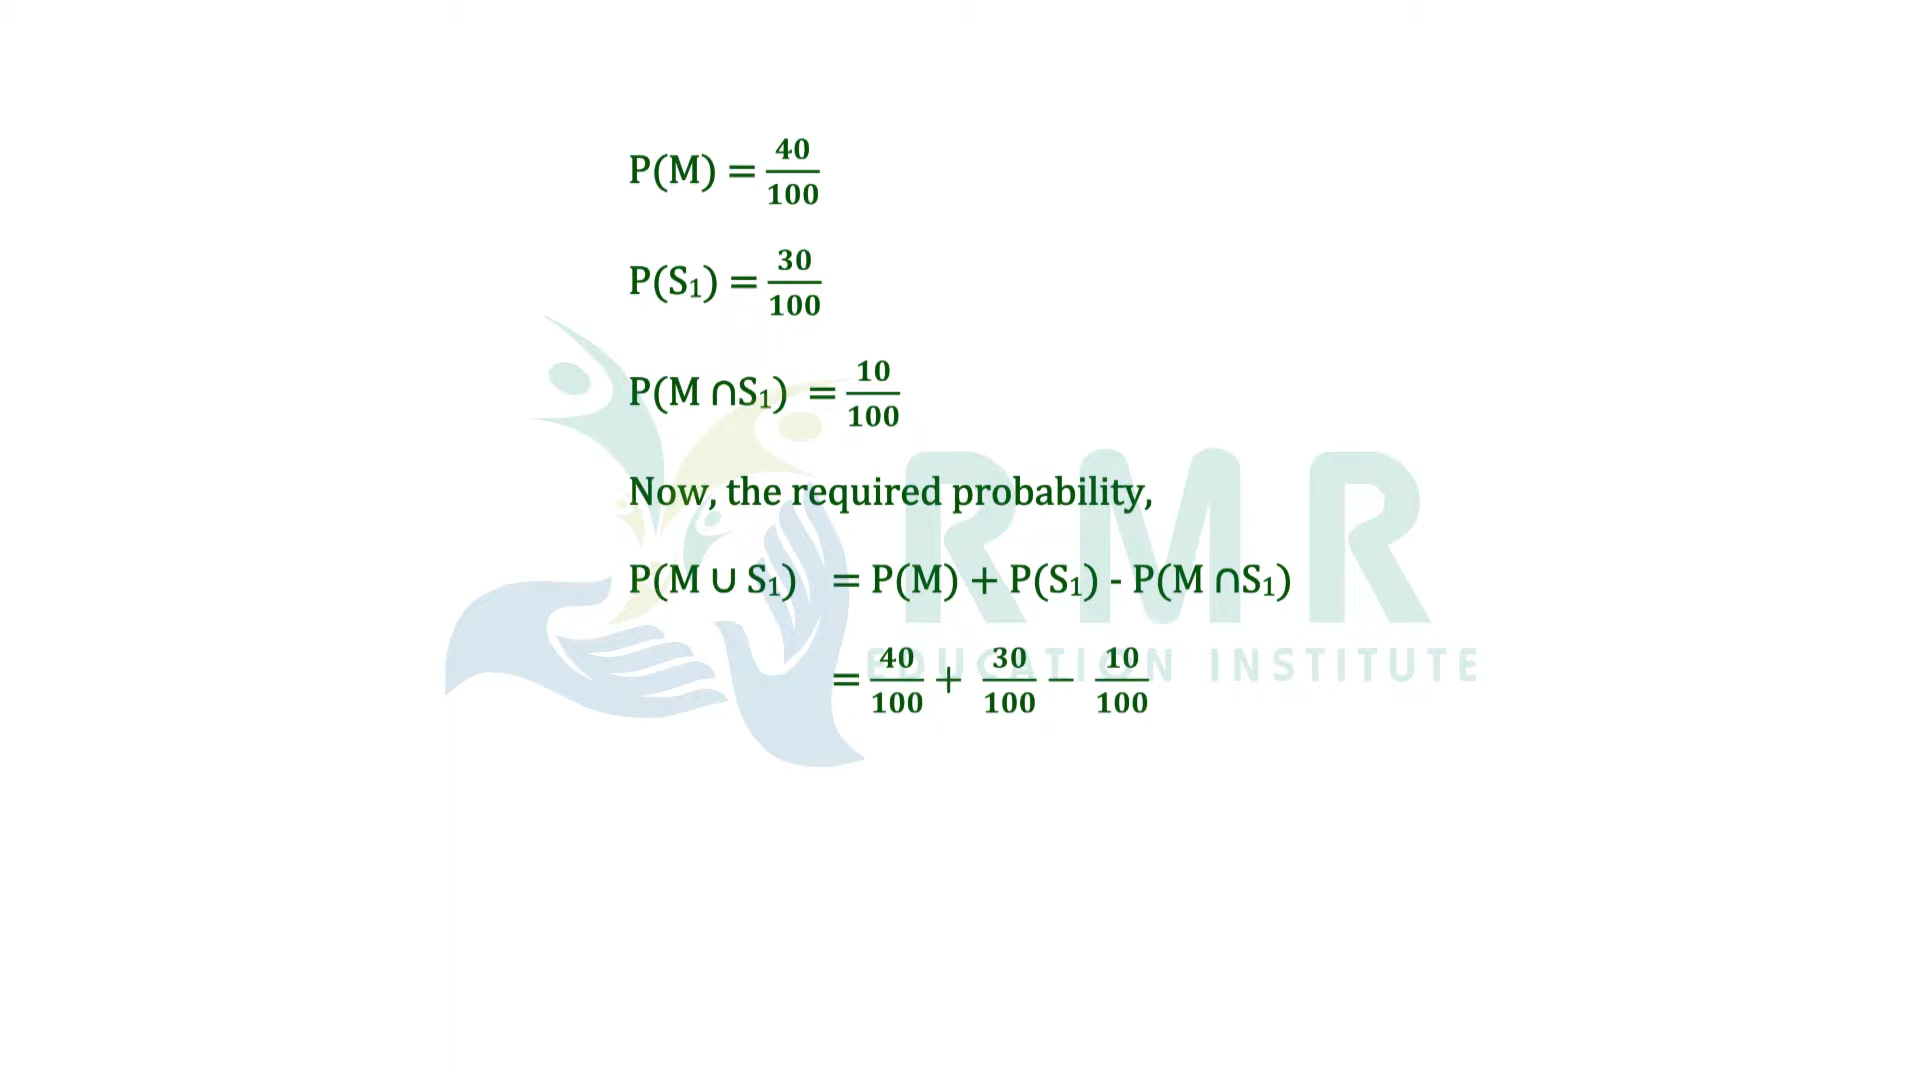 P(M) = 40/100
P(S₁) = 30/100
P(M ∩S₁) = 10/100
Now, the required probability,
P(M ∪ S₁) = P(M) + P(S₁) - P(M ∩S₁)
= 40/100 + 30/100 − 10/100
RMR
EDUCATION INSTITUTE